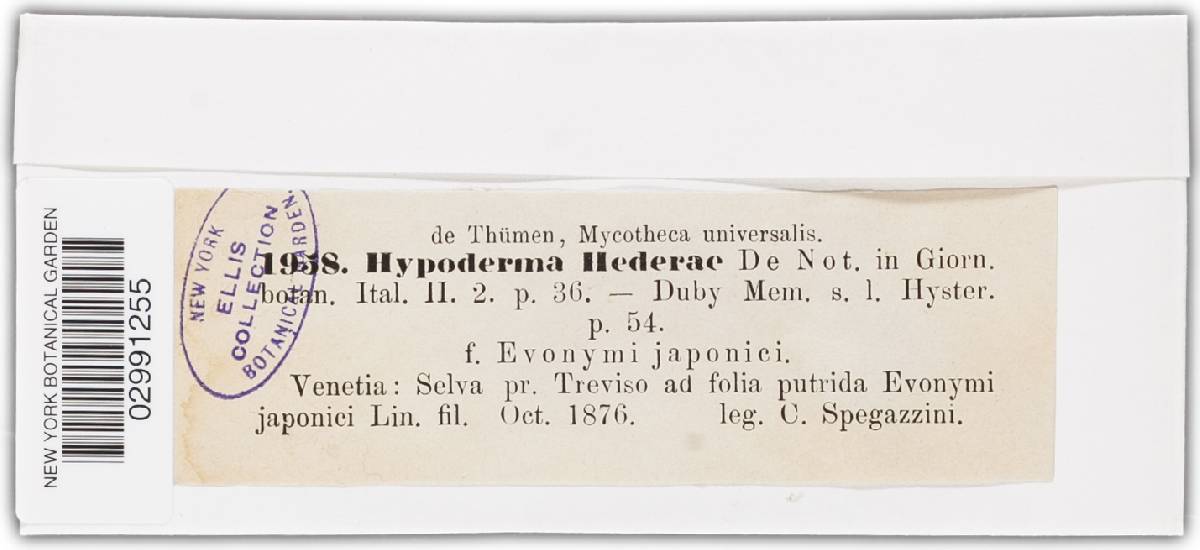 NEW YORK BOTANICAL GARDEN
02991255
NEW YORK
ELLIS
COLLECTION
BOTANICAL GARDEN.
de Thümen, Mycotheca universalis.
1958. Hypoderma Hederae De Not. in Giorn.
botan. Ital. II. 2. p. 36. — Duby Mem. s. l. Hyster.
p. 54.
f. Evonymi japonici.
Venetia: Selva pr. Treviso ad folia putrida Evonymi
japonici Lin. fil. Oct. 1876. leg. C. Spegazzini.